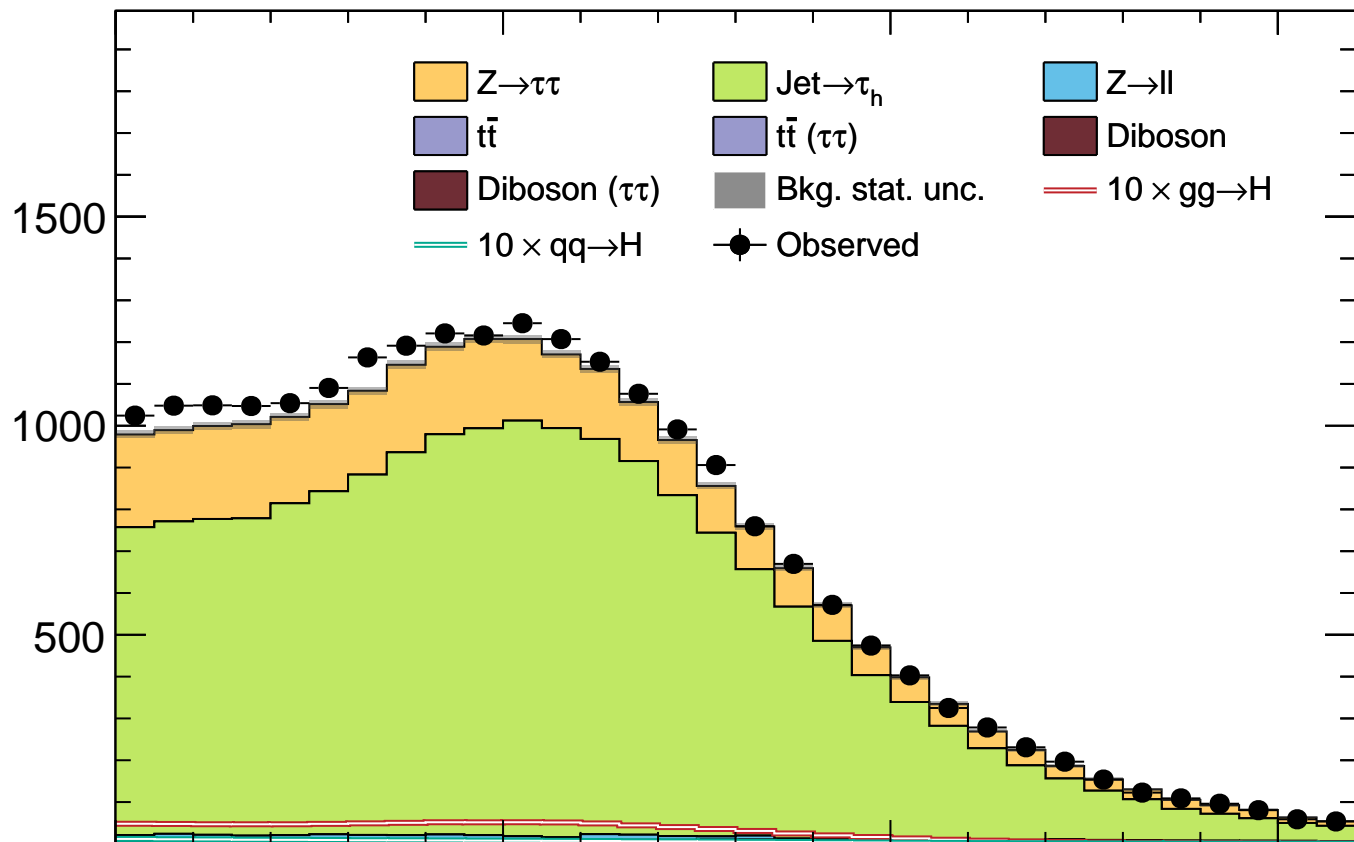 Z→ττ Jet→τₕ Z→ll
tt̄ tt̄ (ττ) Diboson
Diboson (ττ) Bkg. stat. unc. 10 × gg→H
10 × qq→H Observed
1500
1000
500